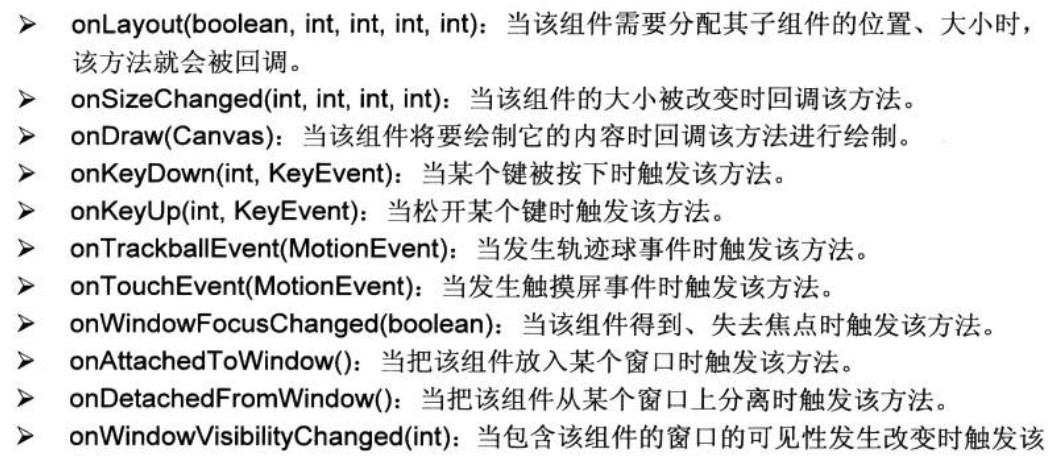 ➤ onLayout(boolean, int, int, int, int)：当该组件需要分配其子组件的位置、大小时，
该方法就会被回调。
➤ onSizeChanged(int, int, int, int)：当该组件的大小被改变时回调该方法。
➤ onDraw(Canvas)：当该组件将要绘制它的内容时回调该方法进行绘制。
➤ onKeyDown(int, KeyEvent)：当某个键被按下时触发该方法。
➤ onKeyUp(int, KeyEvent)：当松开某个键时触发该方法。
➤ onTrackballEvent(MotionEvent)：当发生轨迹球事件时触发该方法。
➤ onTouchEvent(MotionEvent)：当发生触摸屏事件时触发该方法。
➤ onWindowFocusChanged(boolean)：当该组件得到、失去焦点时触发该方法。
➤ onAttachedToWindow()：当把该组件放入某个窗口时触发该方法。
➤ onDetachedFromWindow()：当把该组件从某个窗口上分离时触发该方法。
➤ onWindowVisibilityChanged(int)：当包含该组件的窗口的可见性发生改变时触发该